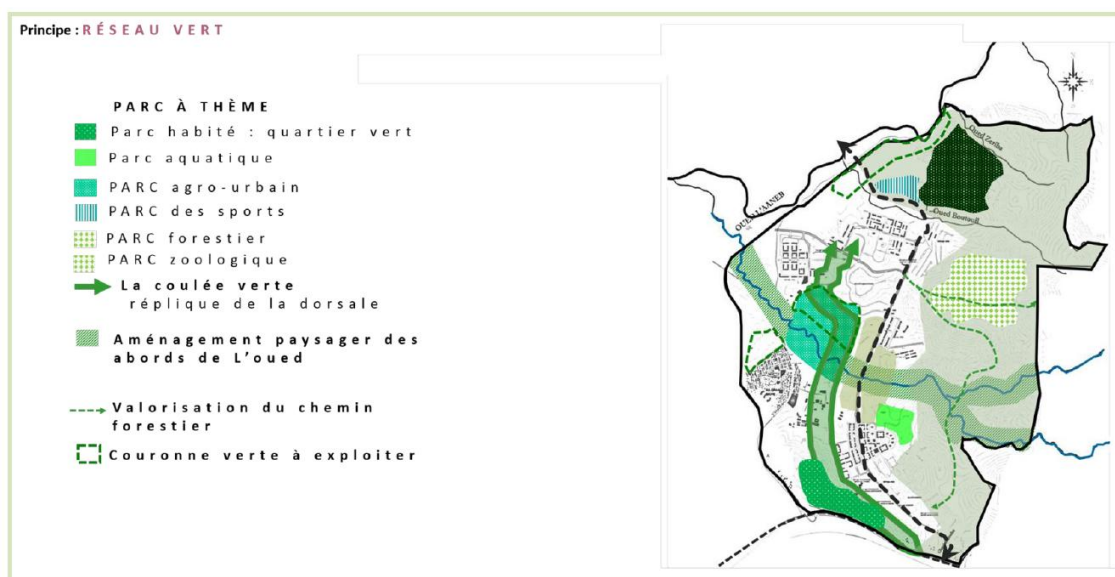 Principe : RÉSEAU VERT
PARC À THÈME
Parc habité : quartier vert
Parc aquatique
PARC agro-urbain
PARC des sports
PARC forestier
PARC zoologique
La coulée verte
réplique de la dorsale
Aménagement paysager des
abords de L'oued
Valorisation du chemin
forestier
Couronne verte à exploiter
Oued Zeriba
Oued Bouteuil